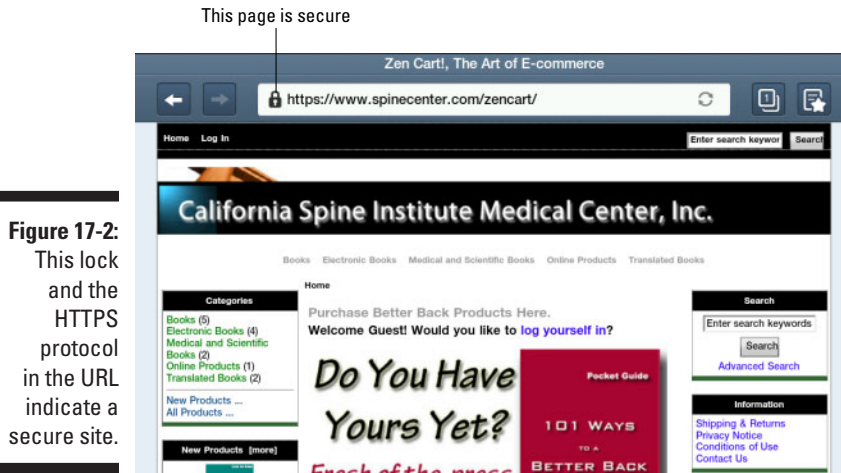 This page is secure
Zen Cart!, The Art of E-commerce
https://www.spinecenter.com/zencart/
1
Home Log In
Enter search keywor Search
California Spine Institute Medical Center, Inc.
Books Electronic Books Medical and Scientific Books Online Products Translated Books
Home
Categories
Books (5)
Electronic Books (4)
Medical and Scientific
Books (2)
Online Products (1)
Translated Books (2)
New Products ...
All Products ...
New Products [more]
Purchase Better Back Products Here.
Welcome Guest! Would you like to log yourself in?
Do You Have
Yours Yet?
Fresh of the press
Pocket Guide
101 WAYS
TO A
BETTER BACK
Search
Enter search keywords
Search
Advanced Search
Information
Shipping & Returns
Privacy Notice
Conditions of Use
Contact Us
Figure 17-2:
This lock
and the
HTTPS
protocol
in the URL
indicate a
secure site.